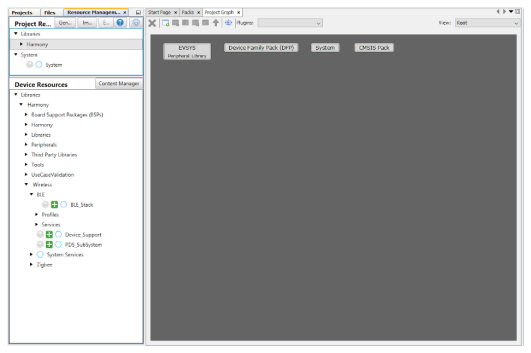 Projects Files Resource Managem... × Start Page × Packs × Project Graph ×
Project Re... Gen... Im... E...
Plugins: View: Root
Libraries
Harmony
System
System
EVSYS
Peripheral Library
Device Family Pack (DFP)
System
CMSIS Pack
Device Resources Content Manager
Libraries
Harmony
Board Support Packages (BSPs)
Harmony
Libraries
Peripherals
Third Party Libraries
Tools
UseCaseValidation
Wireless
BLE
BLE_Stack
Profiles
Services
Device_Support
PDS_SubSystem
System Services
Zigbee